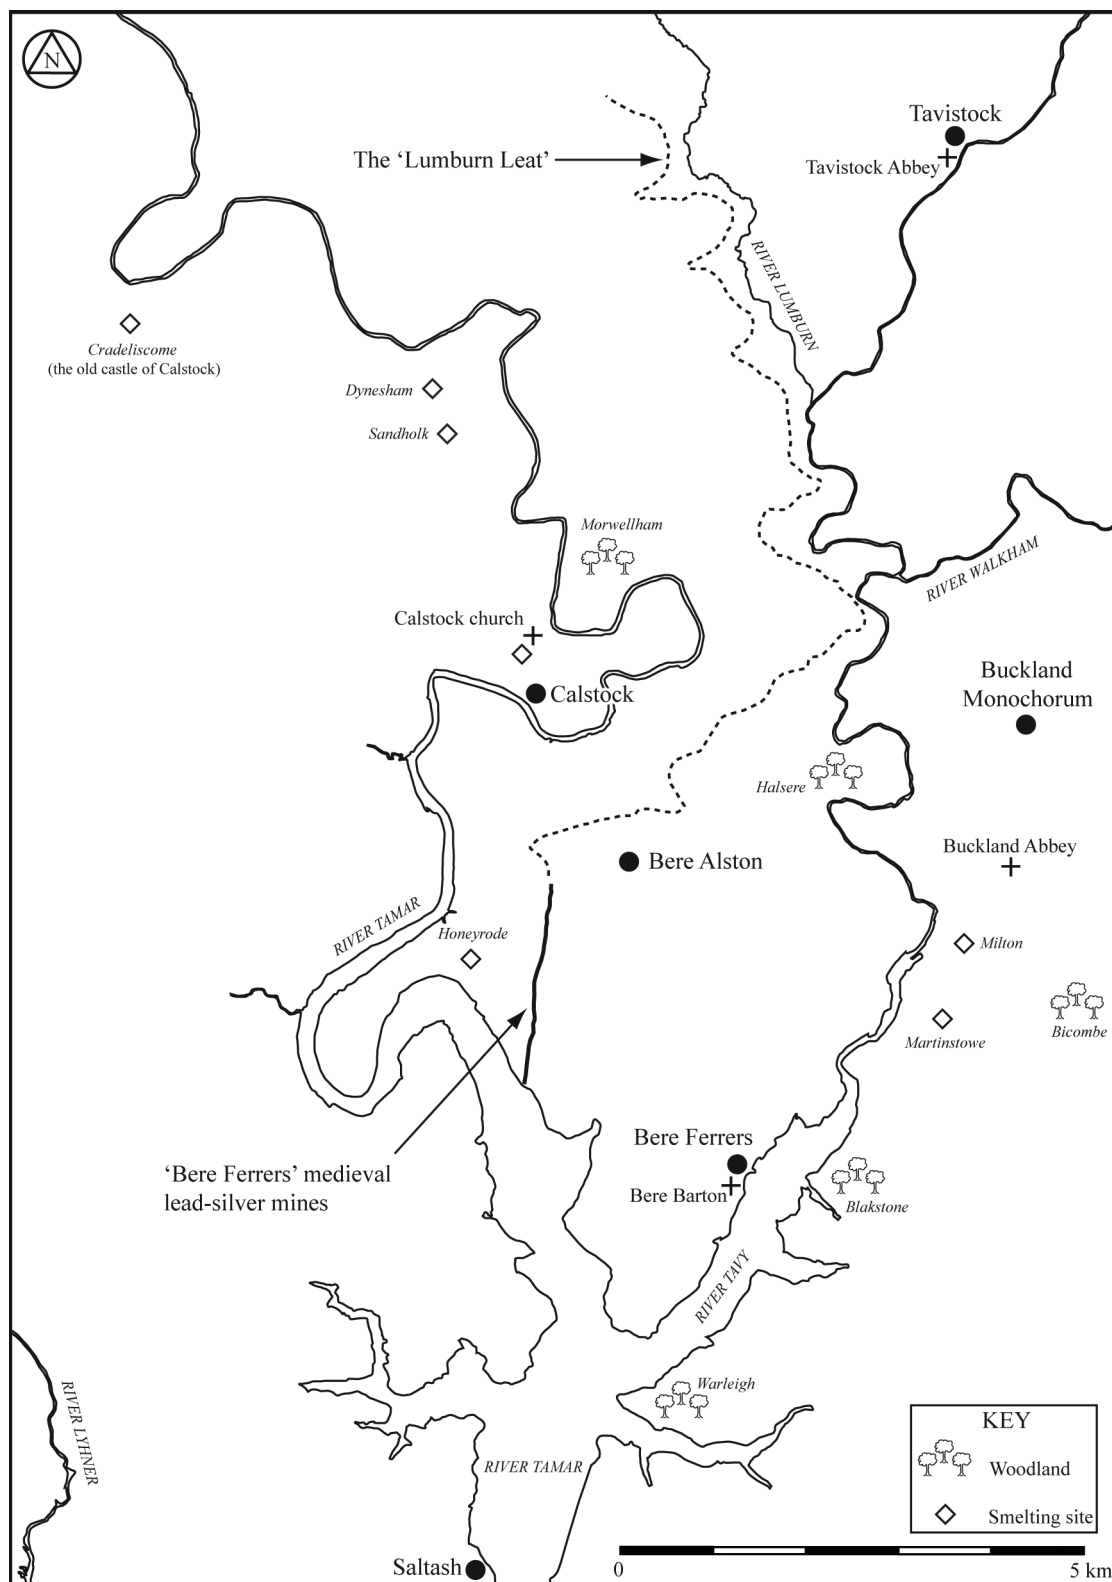 N
Tavistock
The ‘Lumburn Leat’
Tavistock Abbey
RIVER LUMBURN
Cradeliscome
(the old castle of Calstock)
Dynesham
Sandholk
Morwellham
RIVER WALKHAM
Calstock church
Calstock
Buckland
Monochorum
Halsere
Bere Alston
Buckland Abbey
RIVER TAMAR
Honeyrode
Milton
Martinstowe
Bicombe
‘Bere Ferrers’ medieval
lead-silver mines
Bere Ferrers
Bere Barton
Blakstone
RIVER TAVY
Warleigh
RIVER LYHNER
RIVER TAMAR
Saltash
KEY
Woodland
Smelting site
0
5 km